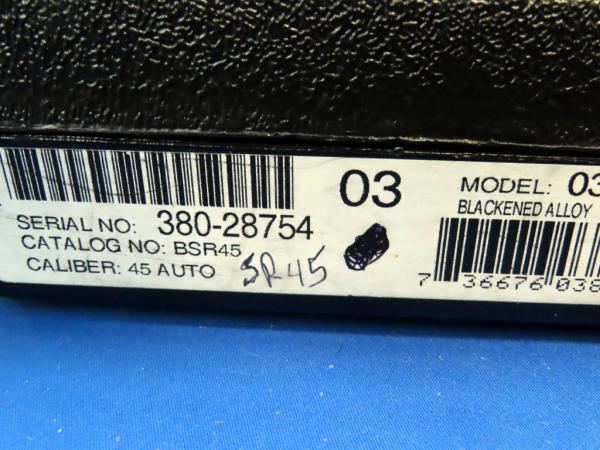 03
MODEL: 03
BLACKENED ALLOY
SERIAL NO: 380-28754
CATALOG NO: BSR45
CALIBER: 45 AUTO
SR45
7 36676 038